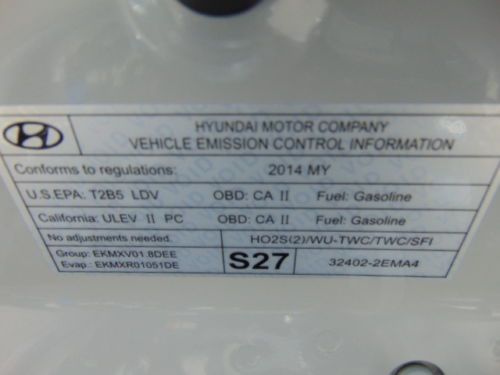 HYUNDAI MOTOR COMPANY
VEHICLE EMISSION CONTROL INFORMATION
Conforms to regulations: 2014 MY
U.S.EPA: T2B5 LDV OBD: CA II Fuel: Gasoline
California: ULEV II PC OBD: CA II Fuel: Gasoline
No adjustments needed. HO2S(2)/WU-TWC/TWC/SFI
Group: EKMXV01.8DEE
Evap.: EKMXR01051DE
S27
32402-2EMA4